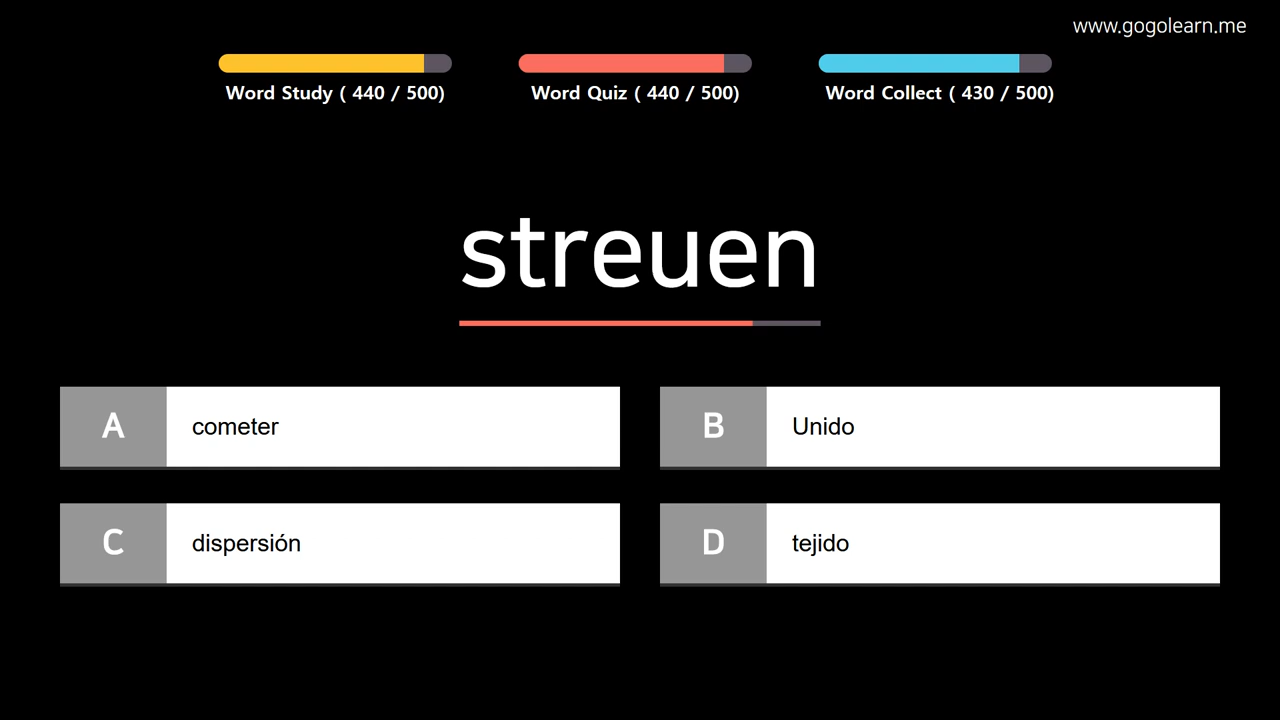 www.gogolearn.me
Word Study ( 440 / 500)
Word Quiz ( 440 / 500)
Word Collect ( 430 / 500)
streuen
A cometer
B Unido
C dispersión
D tejido